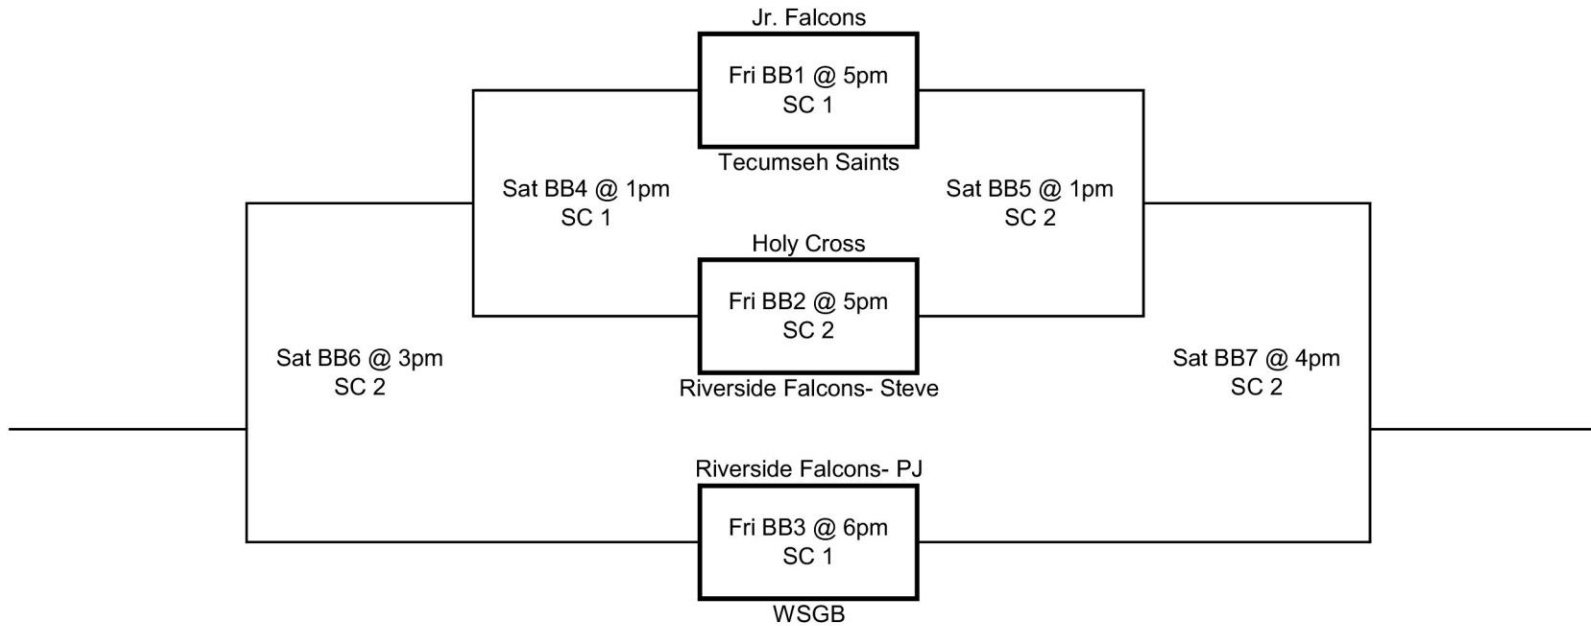 Jr. Falcons
Fri BB1 @ 5pm
SC 1
Tecumseh Saints
Sat BB4 @ 1pm
SC 1
Sat BB5 @ 1pm
SC 2
Holy Cross
Fri BB2 @ 5pm
SC 2
Riverside Falcons- Steve
Sat BB6 @ 3pm
SC 2
Sat BB7 @ 4pm
SC 2
Riverside Falcons- PJ
Fri BB3 @ 6pm
SC 1
WSGB